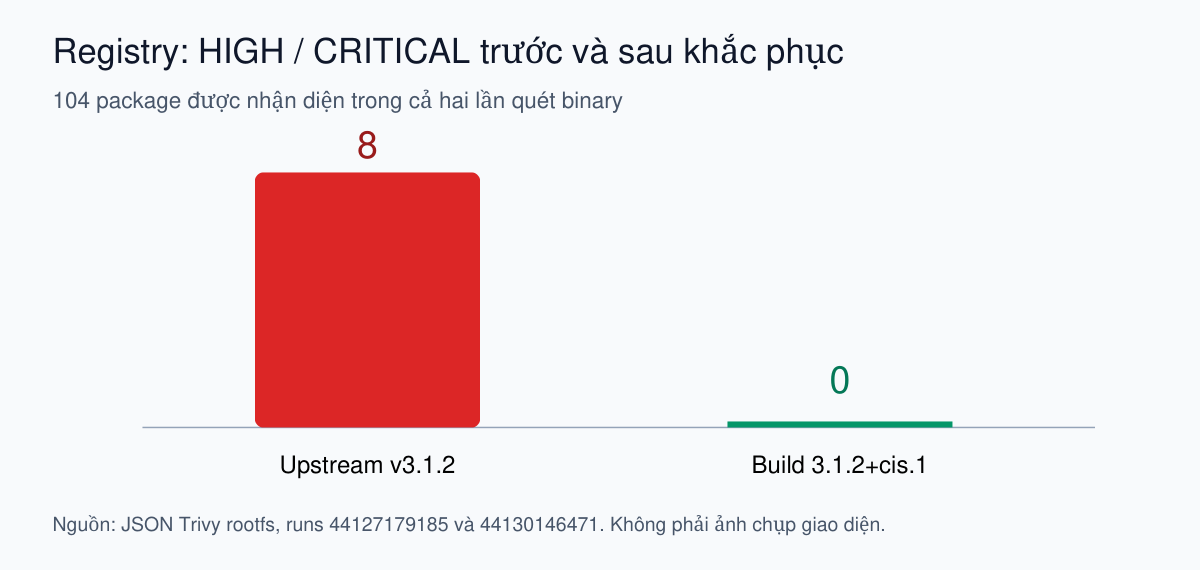 Registry: HIGH / CRITICAL trước và sau khắc phục
104 package được nhận diện trong cả hai lần quét binary
8
0
Upstream v3.1.2
Build 3.1.2+cis.1
Nguồn: JSON Trivy rootfs, runs 44127179185 và 44130146471. Không phải ảnh chụp giao diện.